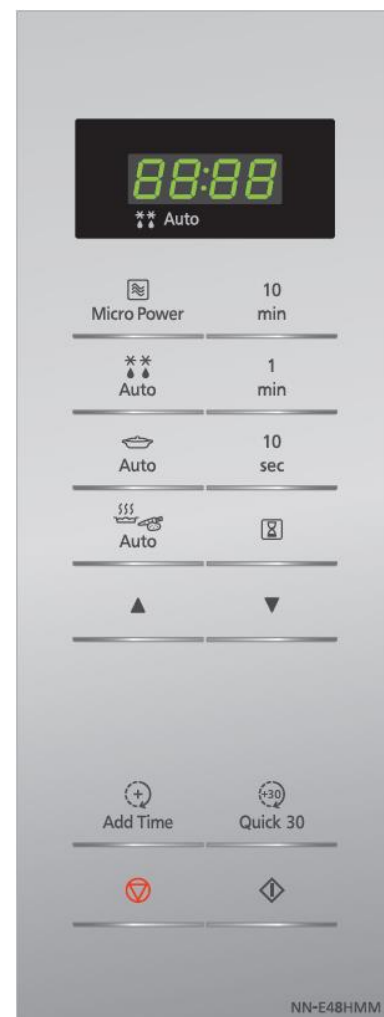 88:88
Auto
Micro Power
10
min
Auto
1
min
Auto
10
sec
Auto
+
Add Time
+30
Quick 30
NN-E48HMM